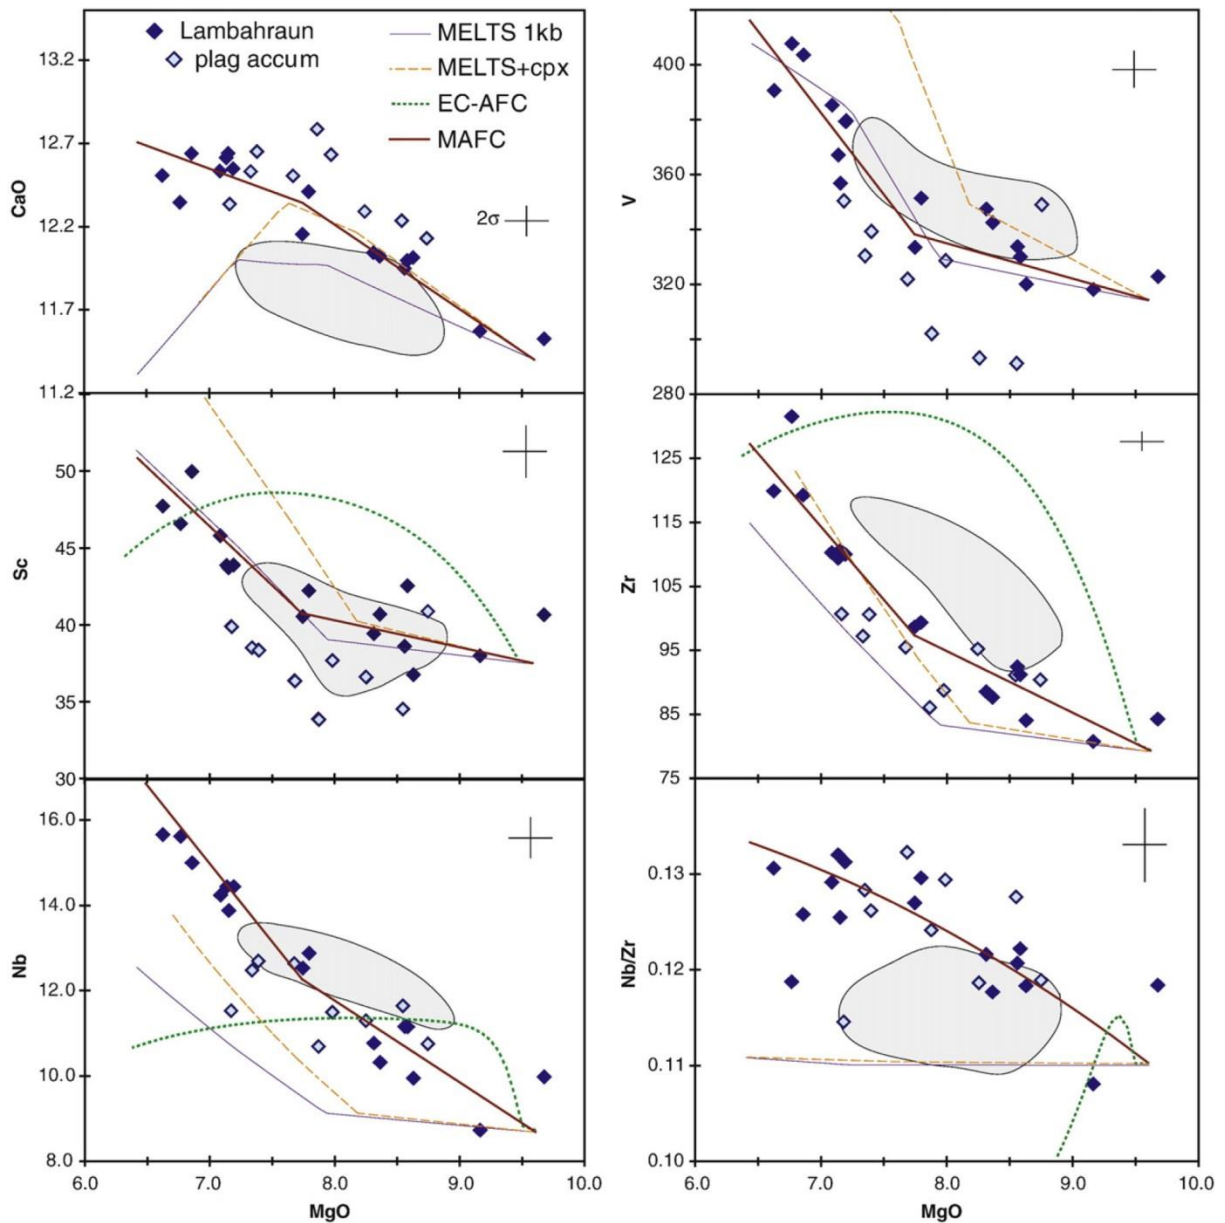 Lambahraun
plag accum
MELTS 1kb
MELTS+cpx
EC-AFC
MAFC
CaO
13.2
12.7
12.2
11.7
11.2
2σ
V
400
360
320
280
Sc
50
45
40
35
30
Zr
125
115
105
95
85
75
Nb
16.0
14.0
12.0
10.0
8.0
6.0 7.0 8.0 9.0 10.0
MgO
Nb/Zr
0.13
0.12
0.11
0.10
6.0 7.0 8.0 9.0 10.0
MgO